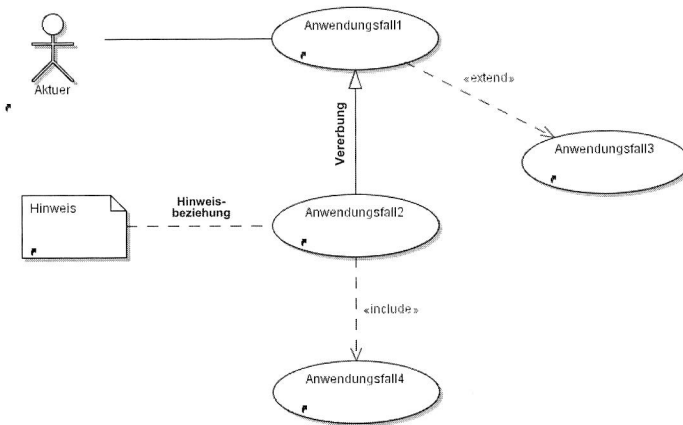 Anwendungsfall1
Aktuer
«extend»
Vererbung
Anwendungsfall3
Hinweis
Hinweis-
beziehung
Anwendungsfall2
«include»
Anwendungsfall4